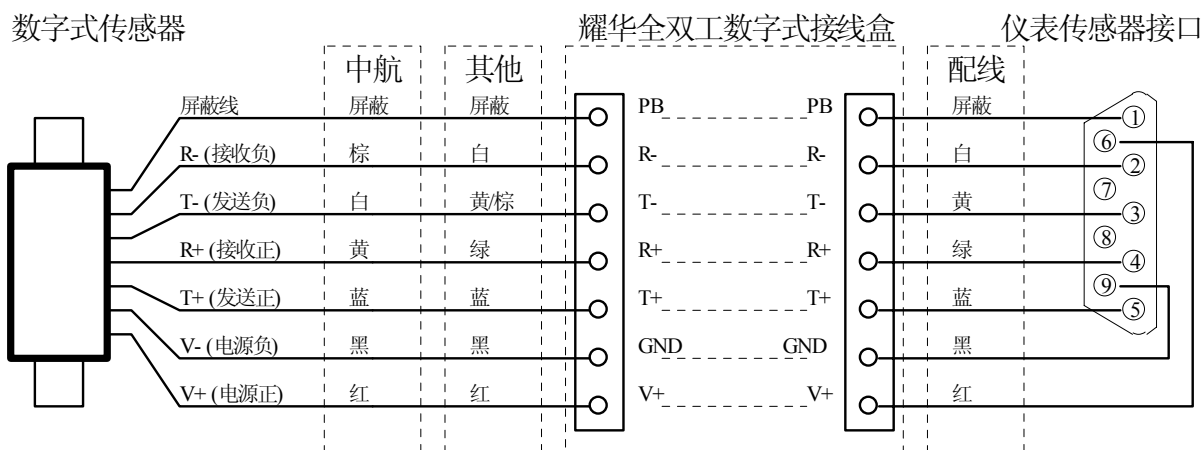 数字式传感器 耀华全双工数字式接线盒 仪表传感器接口
中航 其他 配线
屏蔽线 屏蔽 屏蔽 PB PB 屏蔽 ①
⑥
R- (接收负) 棕 白 R- R- 白 ②
⑦
T- (发送负) 白 黄/棕 T- T- 黄 ③
⑧
R+ (接收正) 黄 绿 R+ R+ 绿 ④
⑨
T+ (发送正) 蓝 蓝 T+ T+ 蓝 ⑤
V- (电源负) 黑 黑 GND GND 黑
V+ (电源正) 红 红 V+ V+ 红